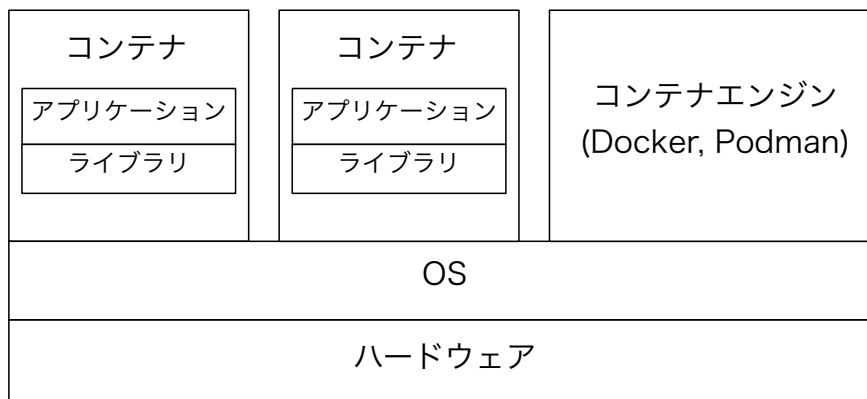 コンテナ
アプリケーション
ライブラリ
コンテナ
アプリケーション
ライブラリ
コンテナエンジン
(Docker, Podman)
OS
ハードウェア